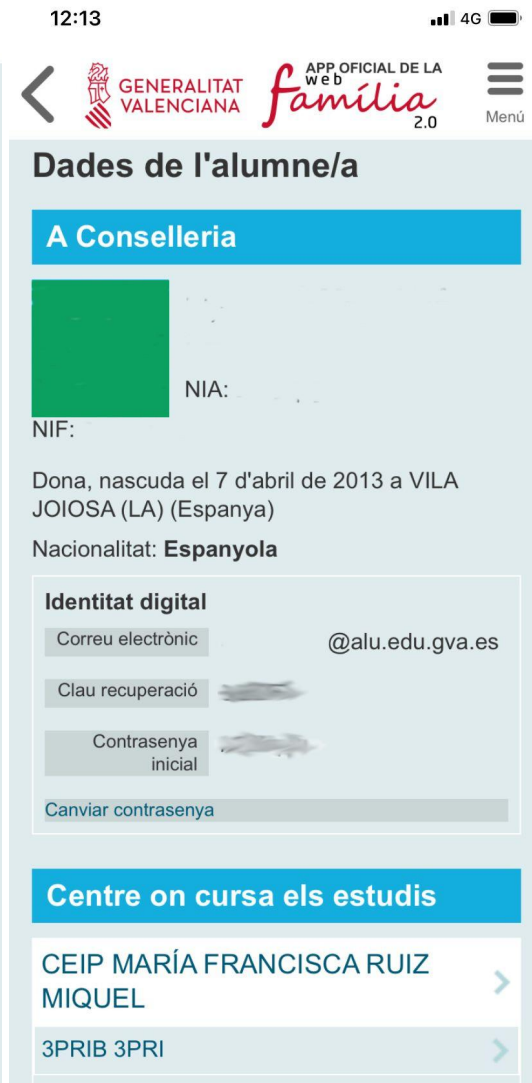 12:13
4G
GENERALITAT
VALENCIANA
APP OFICIAL DE LA
web
família
2.0
Menú
Dades de l'alumne/a
A Conselleria
NIA:
NIF:
Dona, nascuda el 7 d'abril de 2013 a VILA
JOIOSA (LA) (Espanya)
Nacionalitat: Espanyola
Identitat digital
Correu electrònic @alu.edu.gva.es
Clau recuperació
Contrasenya
inicial
Canviar contrasenya
Centre on cursa els estudis
CEIP MARÍA FRANCISCA RUIZ
MIQUEL
3PRIB 3PRI